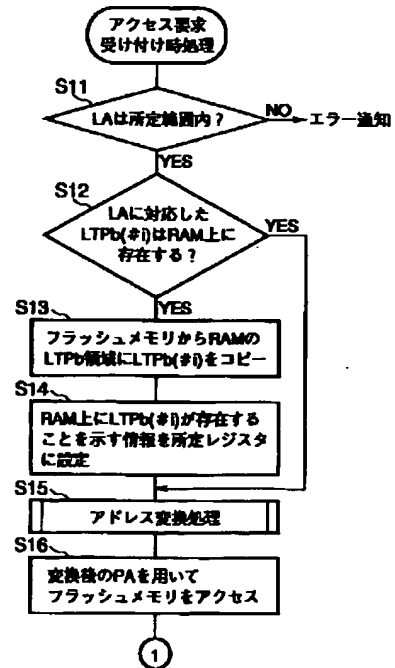 アクセス要求
受け付け時処理
S11
LAは所定範囲内?
NO
エラー通知
YES
S12
LAに対応した
LTPb(#i)はRAM上に
存在する?
YES
YES
S13
フラッシュメモリからRAMの
LTPb領域にLTPb(#i)をコピー
S14
RAM上にLTPb(#i)が存在する
ことを示す情報を所定レジスタ
に設定
S15
アドレス変換処理
S16
変換後のPAを用いて
フラッシュメモリをアクセス
1